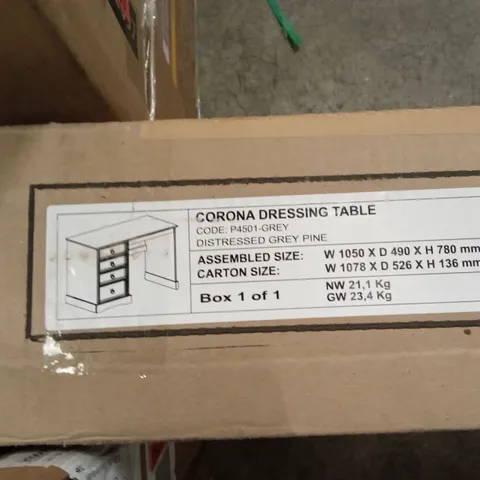 CORONA DRESSING TABLE
CODE: P4501-GREY
DISTRESSED GREY PINE
ASSEMBLED SIZE: W 1050 X D 490 X H 780 mm
CARTON SIZE: W 1078 X D 526 X H 136 mm
Box 1 of 1
NW 21,1 Kg
GW 23,4 Kg